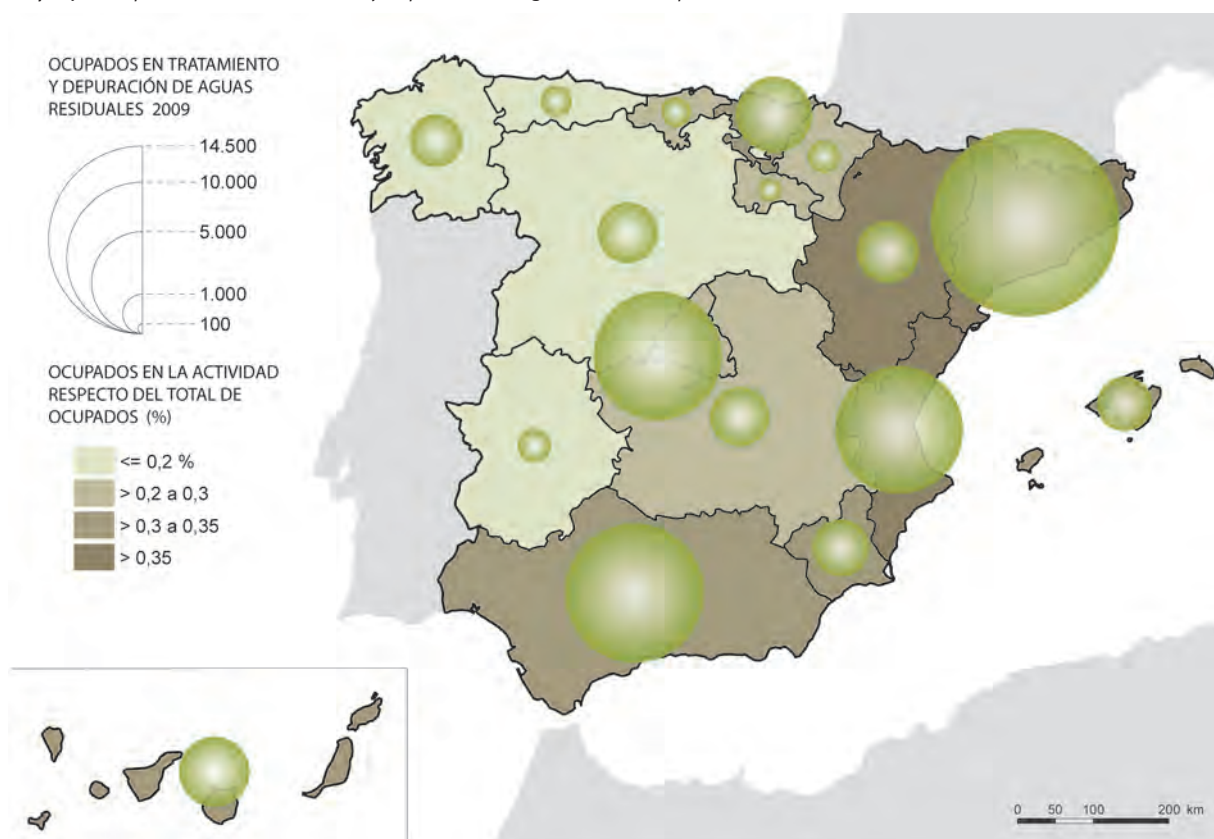 OCUPADOS EN TRATAMIENTO
Y DEPURACIÓN DE AGUAS
RESIDUALES 2009
14.500
10.000
5.000
1.000
100
OCUPADOS EN LA ACTIVIDAD
RESPECTO DEL TOTAL DE
OCUPADOS (%)
<= 0,2 %
> 0,2 a 0,3
> 0,3 a 0,35
> 0,35
0 50 100 200 km